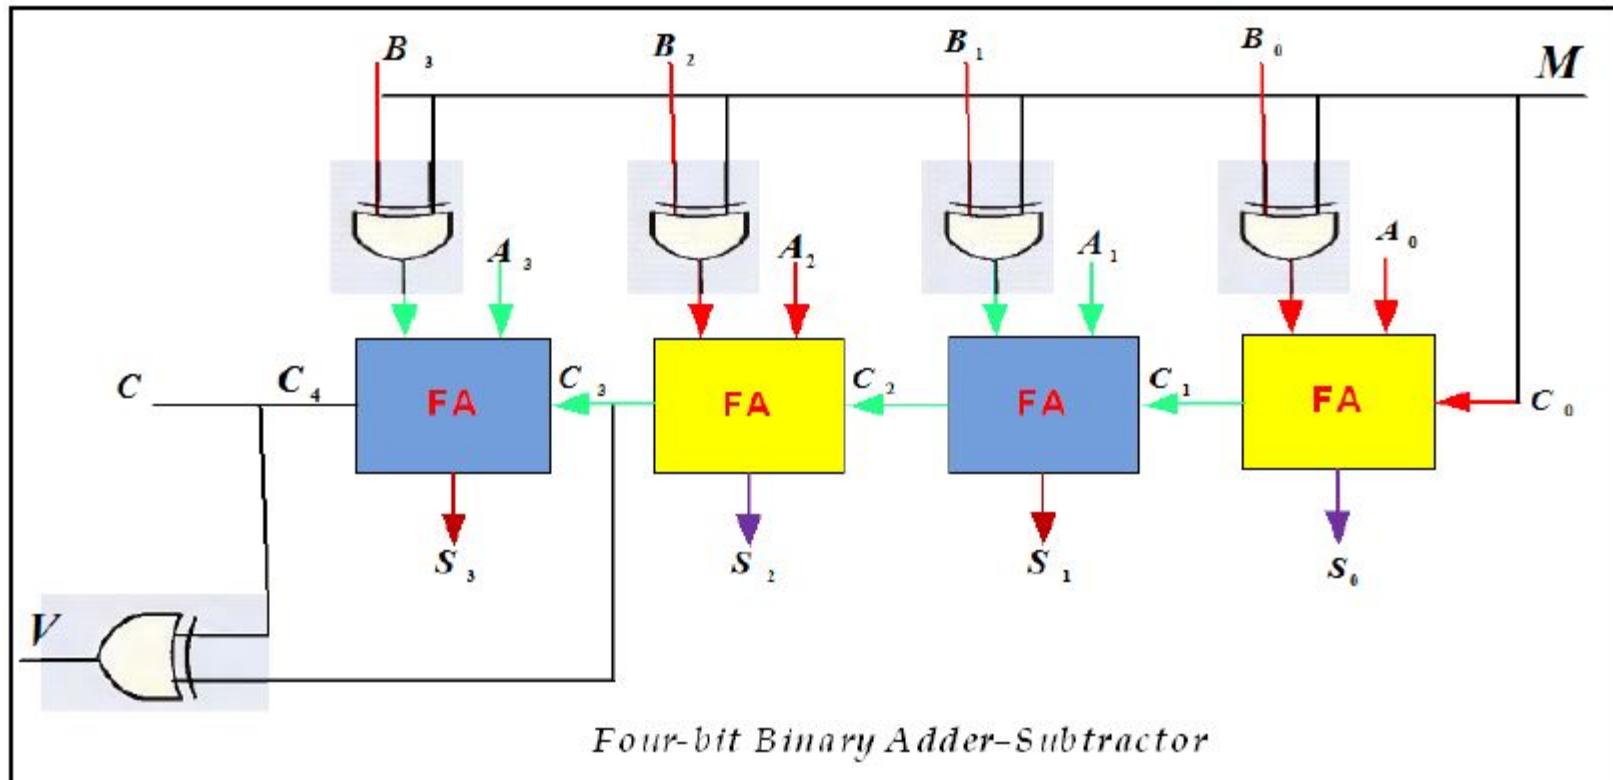 B₃ B₂ B₁ B₀ M
A₃ A₂ A₁ A₀
C C₄ FA C₃ FA C₂ FA C₁ FA C₀
S₃ S₂ S₁ S₀
V
Four-bit Binary Adder–Subtractor